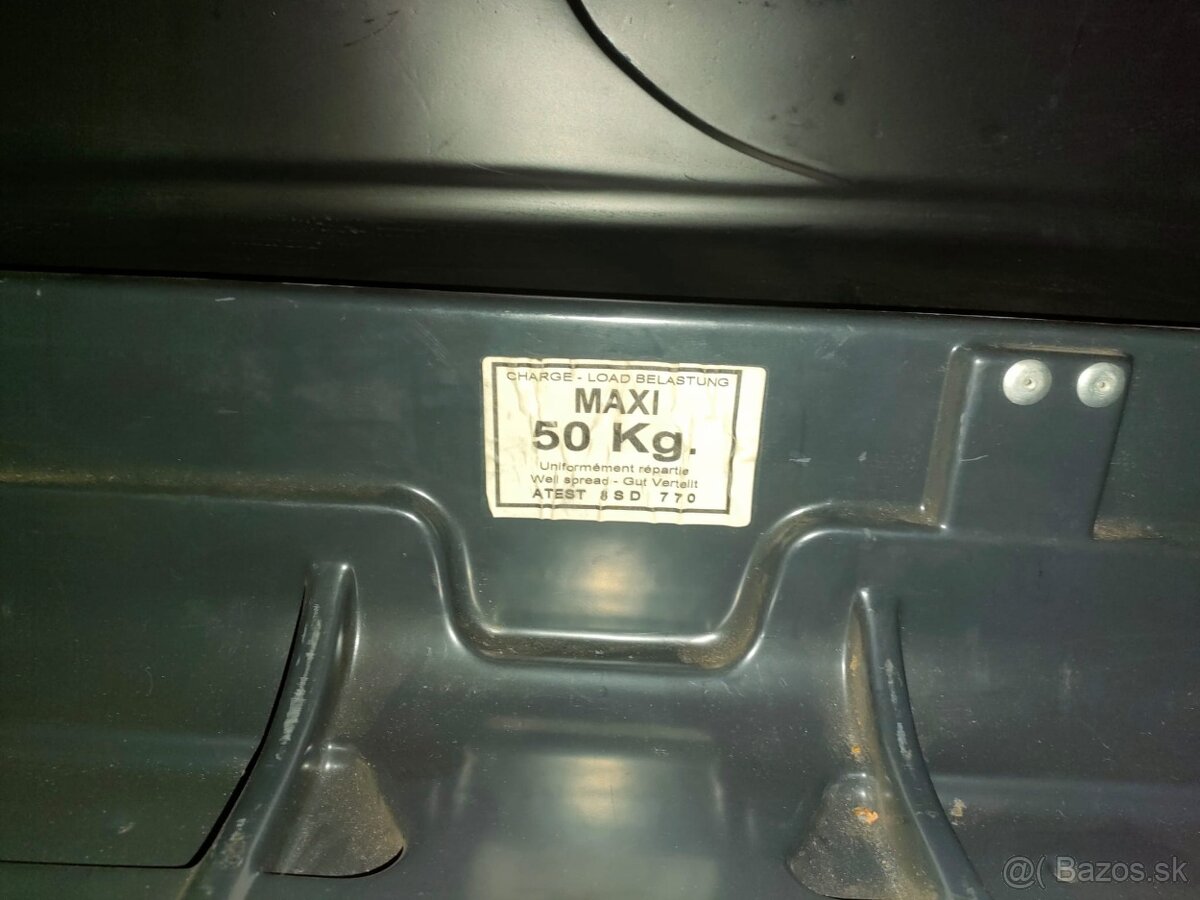 CHARGE - LOAD BELASTUNG
MAXI
50 Kg.
Uniformément répartie
Well spread - Gut Verteilt
ATEST 8SD 770
@( Bazos.sk